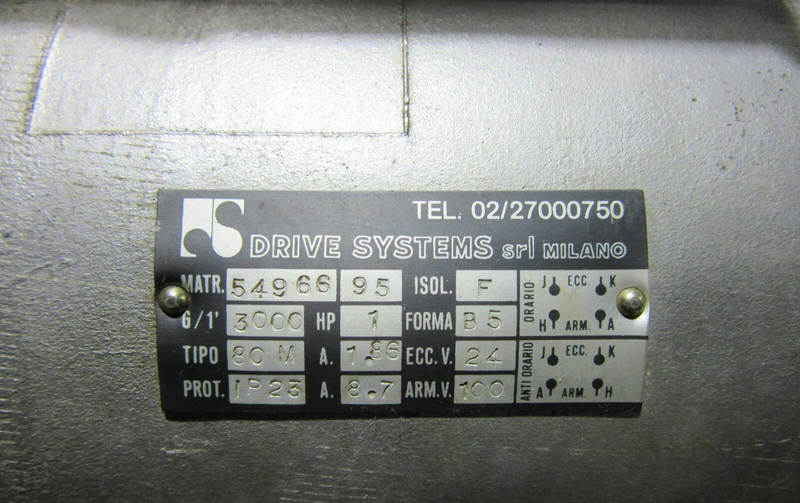 TEL. 02/27000750
DS DRIVE SYSTEMS srl MILANO
MATR. 54966 95 ISOL. F
G/1' 3000 HP 1 FORMA B5
TIPO 80 M A. 1.86 ECC.V. 24
PROT. IP23 A. 8.7 ARM.V. 100
ORARIO J ECC. K
H ARM. A
ANTI ORARIO J ECC. K
A ARM. H